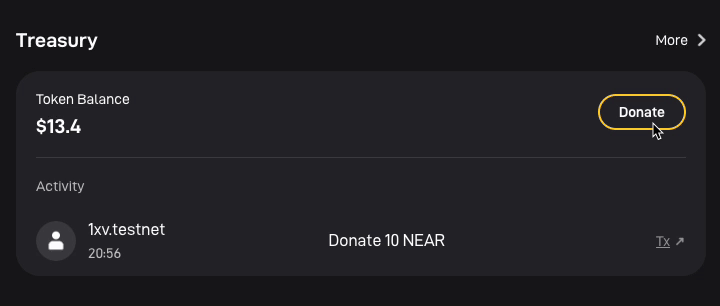 Treasury
More
Token Balance
$13.4
Donate
Activity
1xv.testnet
20:56
Donate 10 NEAR
Tx